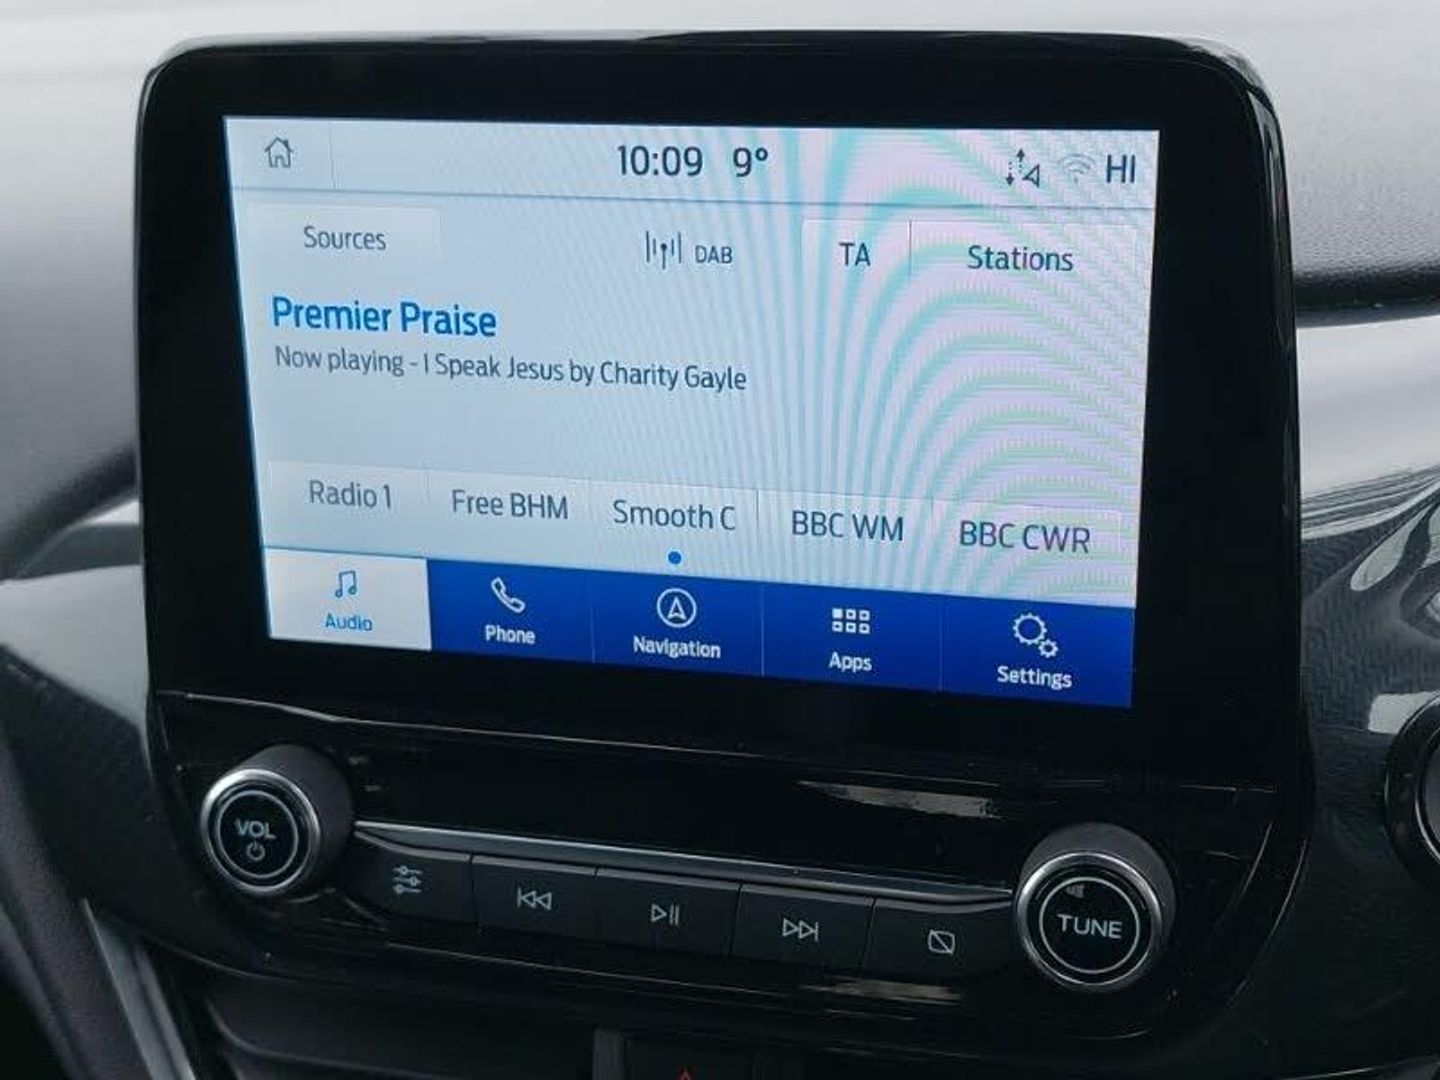 10:09 9° HI
Sources DAB TA Stations
Premier Praise
Now playing - I Speak Jesus by Charity Gayle
Radio 1 Free BHM Smooth C BBC WM BBC CWR
Audio Phone Navigation Apps Settings
VOL TUNE